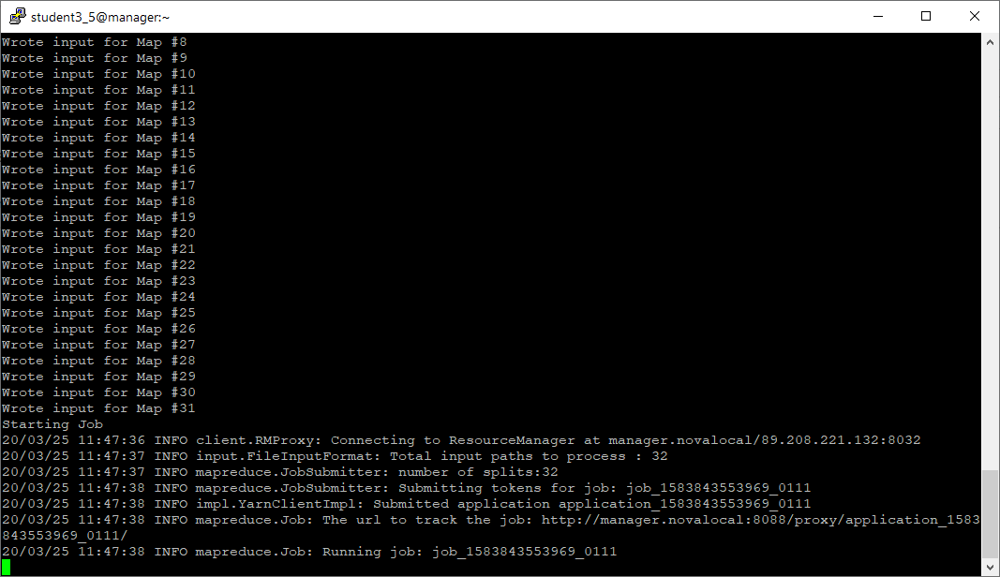 student3_5@manager:~
Wrote input for Map #8
Wrote input for Map #9
Wrote input for Map #10
Wrote input for Map #11
Wrote input for Map #12
Wrote input for Map #13
Wrote input for Map #14
Wrote input for Map #15
Wrote input for Map #16
Wrote input for Map #17
Wrote input for Map #18
Wrote input for Map #19
Wrote input for Map #20
Wrote input for Map #21
Wrote input for Map #22
Wrote input for Map #23
Wrote input for Map #24
Wrote input for Map #25
Wrote input for Map #26
Wrote input for Map #27
Wrote input for Map #28
Wrote input for Map #29
Wrote input for Map #30
Wrote input for Map #31
Starting Job
20/03/25 11:47:36 INFO client.RMProxy: Connecting to ResourceManager at manager.novalocal/89.208.221.132:8032
20/03/25 11:47:37 INFO input.FileInputFormat: Total input paths to process : 32
20/03/25 11:47:37 INFO mapreduce.JobSubmitter: number of splits:32
20/03/25 11:47:38 INFO mapreduce.JobSubmitter: Submitting tokens for job: job_1583843553969_0111
20/03/25 11:47:38 INFO impl.YarnClientImpl: Submitted application application_1583843553969_0111
20/03/25 11:47:38 INFO mapreduce.Job: The url to track the job: http://manager.novalocal:8088/proxy/application_1583
843553969_0111/
20/03/25 11:47:38 INFO mapreduce.Job: Running job: job_1583843553969_0111